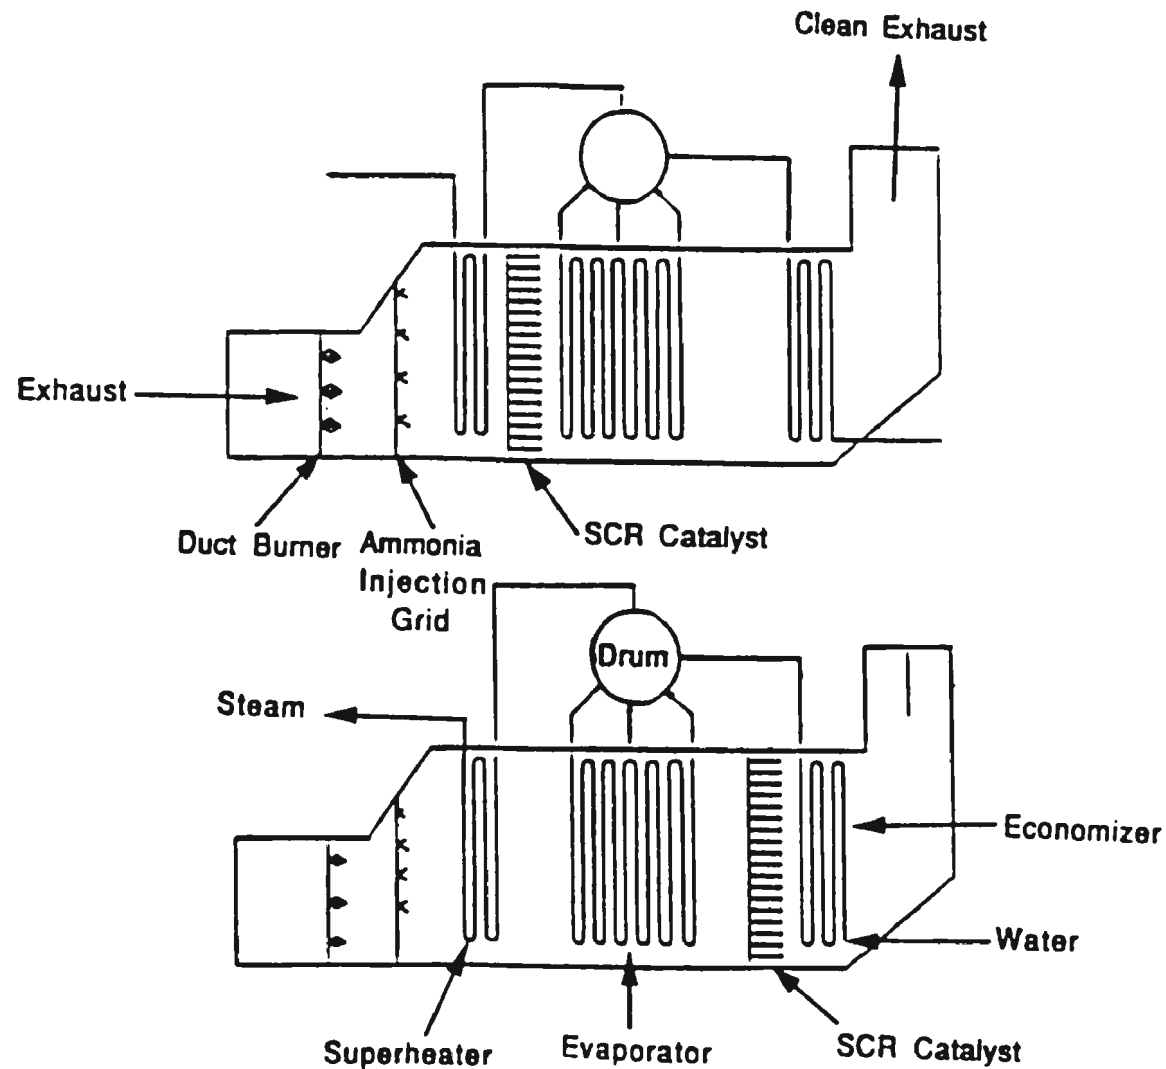 Clean Exhaust
Exhaust
Duct Burner
Ammonia
Injection
Grid
SCR Catalyst
Drum
Steam
Economizer
Water
Superheater
Evaporator
SCR Catalyst